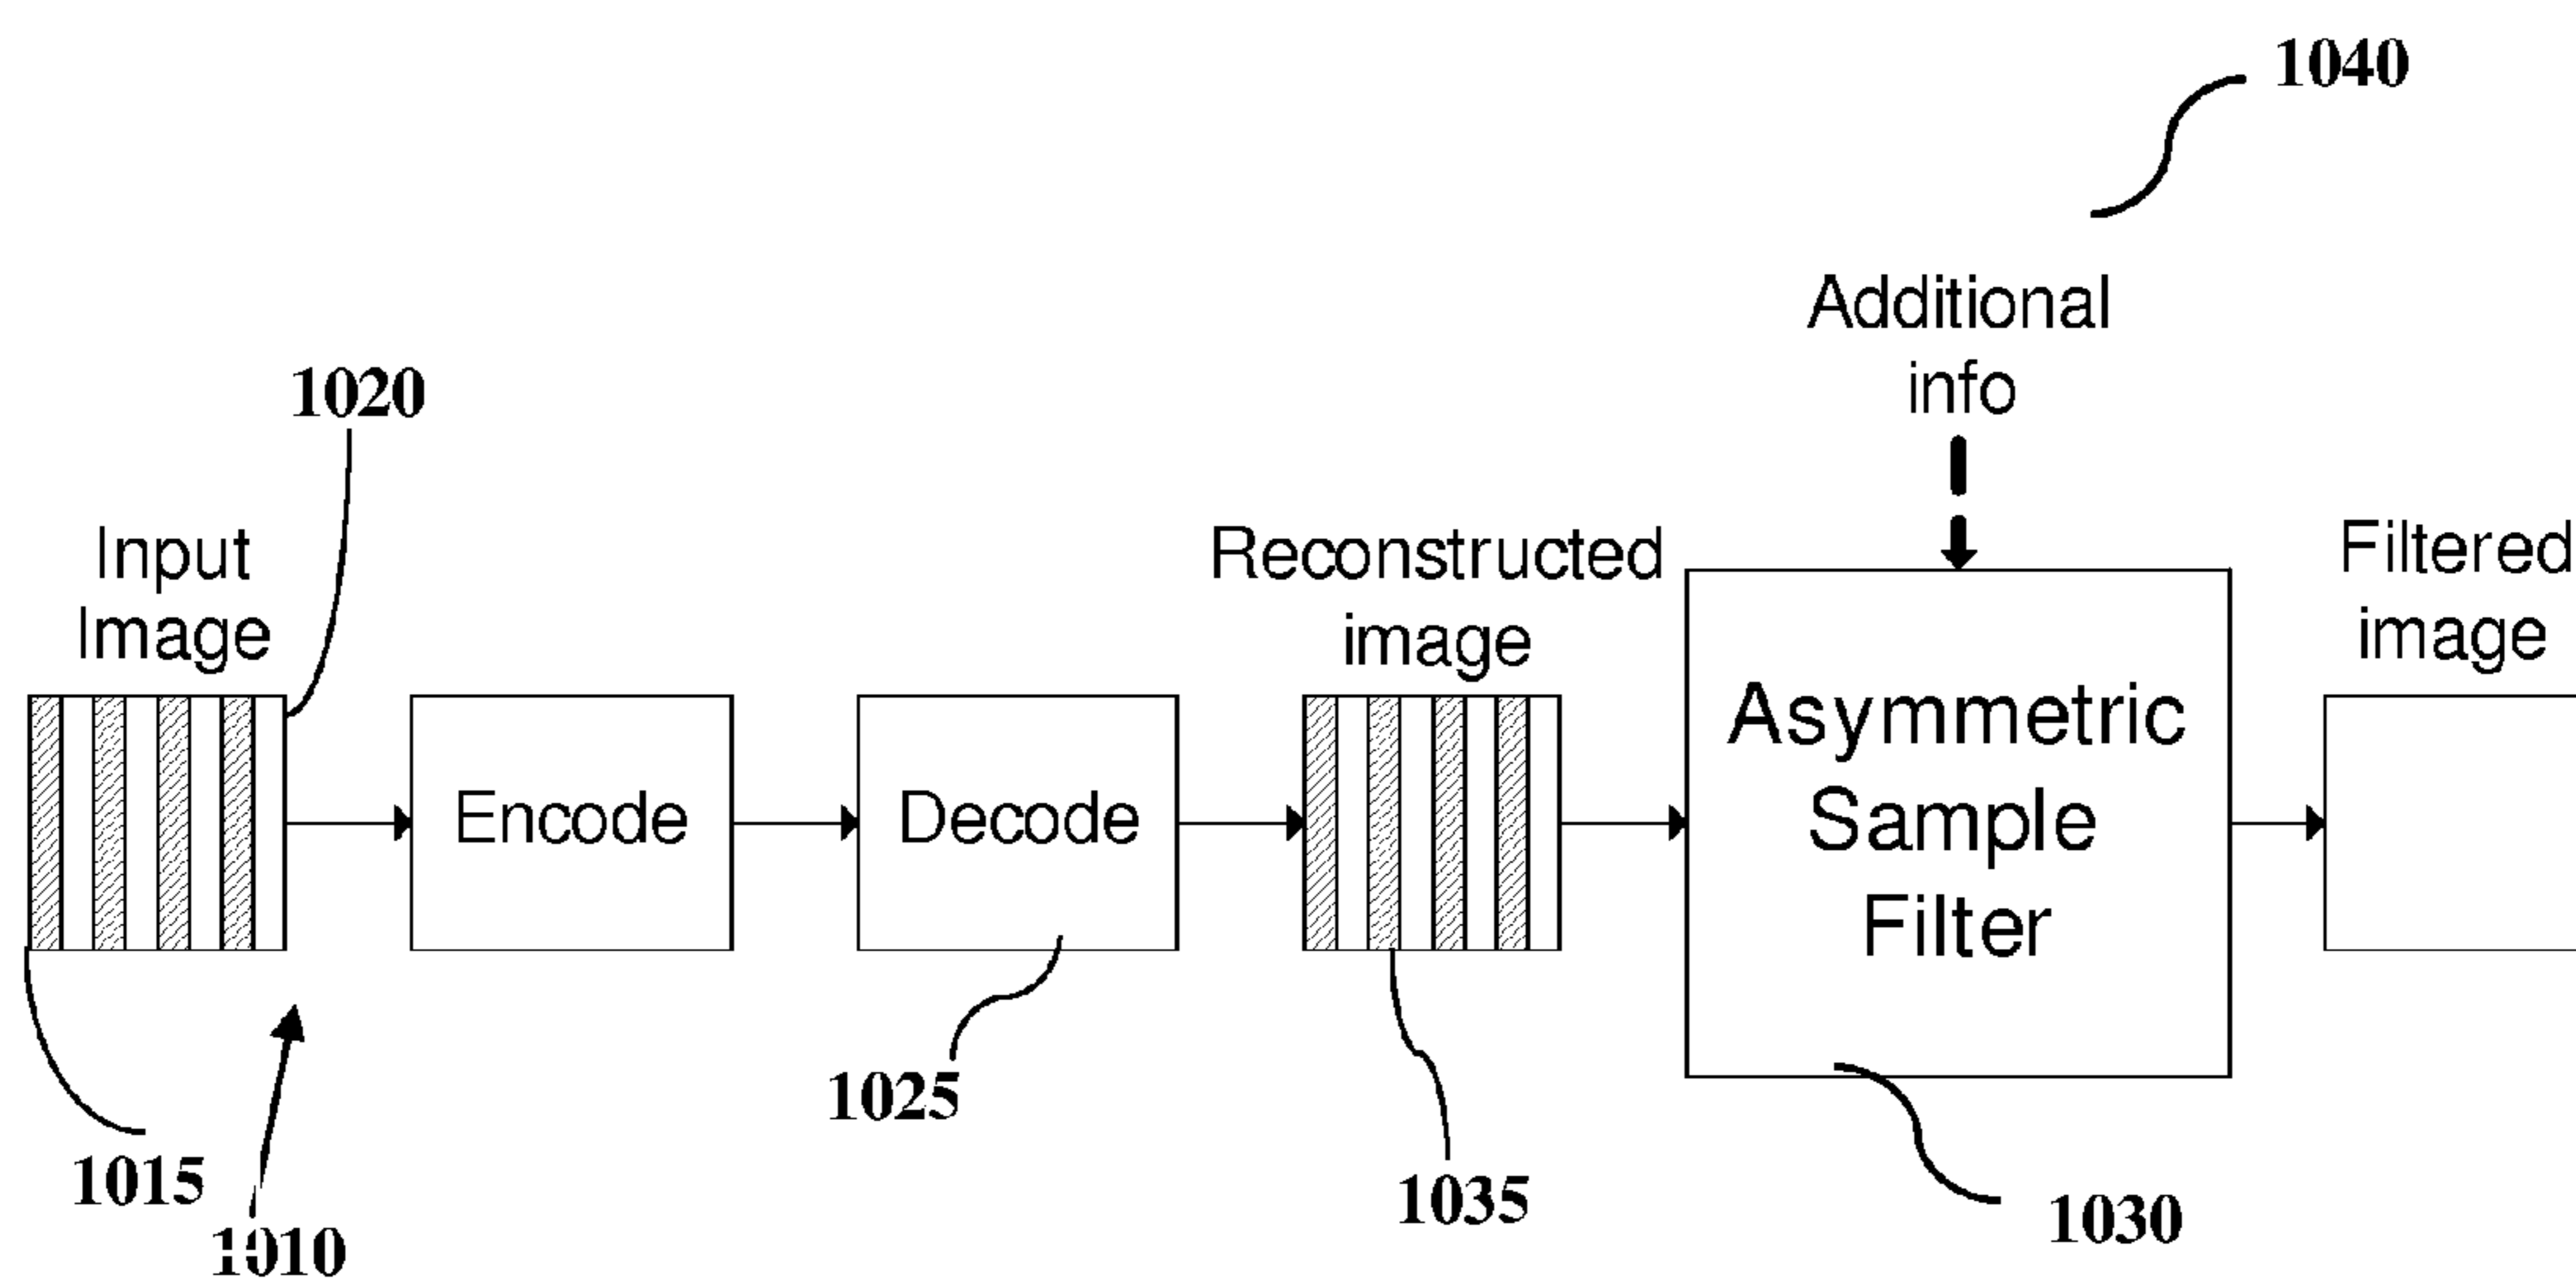 1040
Additional
info
1020
Input
Image
Reconstructed
image
Filtered
image
Encode
Decode
Asymmetric
Sample
Filter
1025
1015
1035
1030
1010